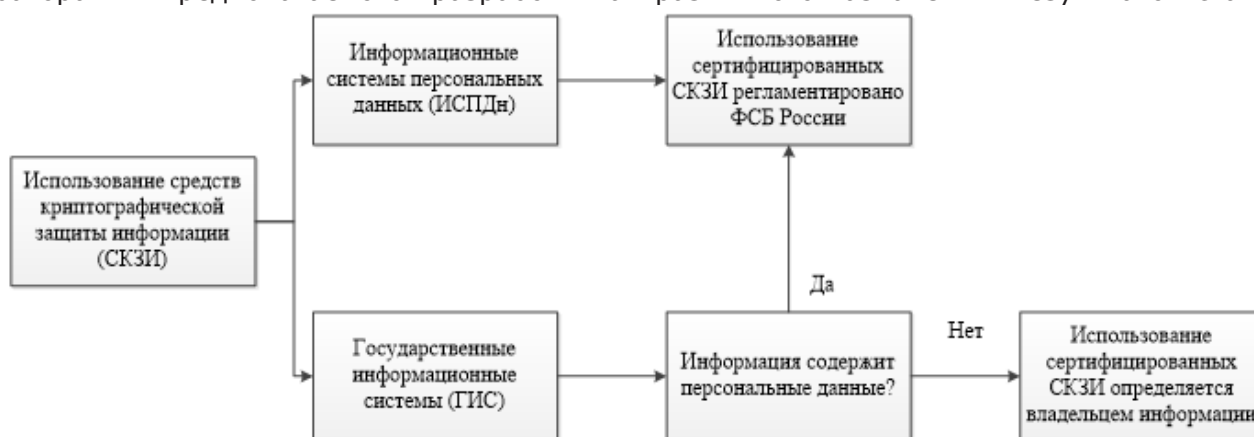 Информационные
системы персональных
данных (ИСПДн)
Использование
сертифицированных
СКЗИ регламентировано
ФСБ России
Использование средств
криптографической
защиты информации
(СКЗИ)
Да
Нет
Государственные
информационные
системы (ГИС)
Информация содержит
персональные данные?
Использование
сертифицированных
СКЗИ определяется
владельцем информации